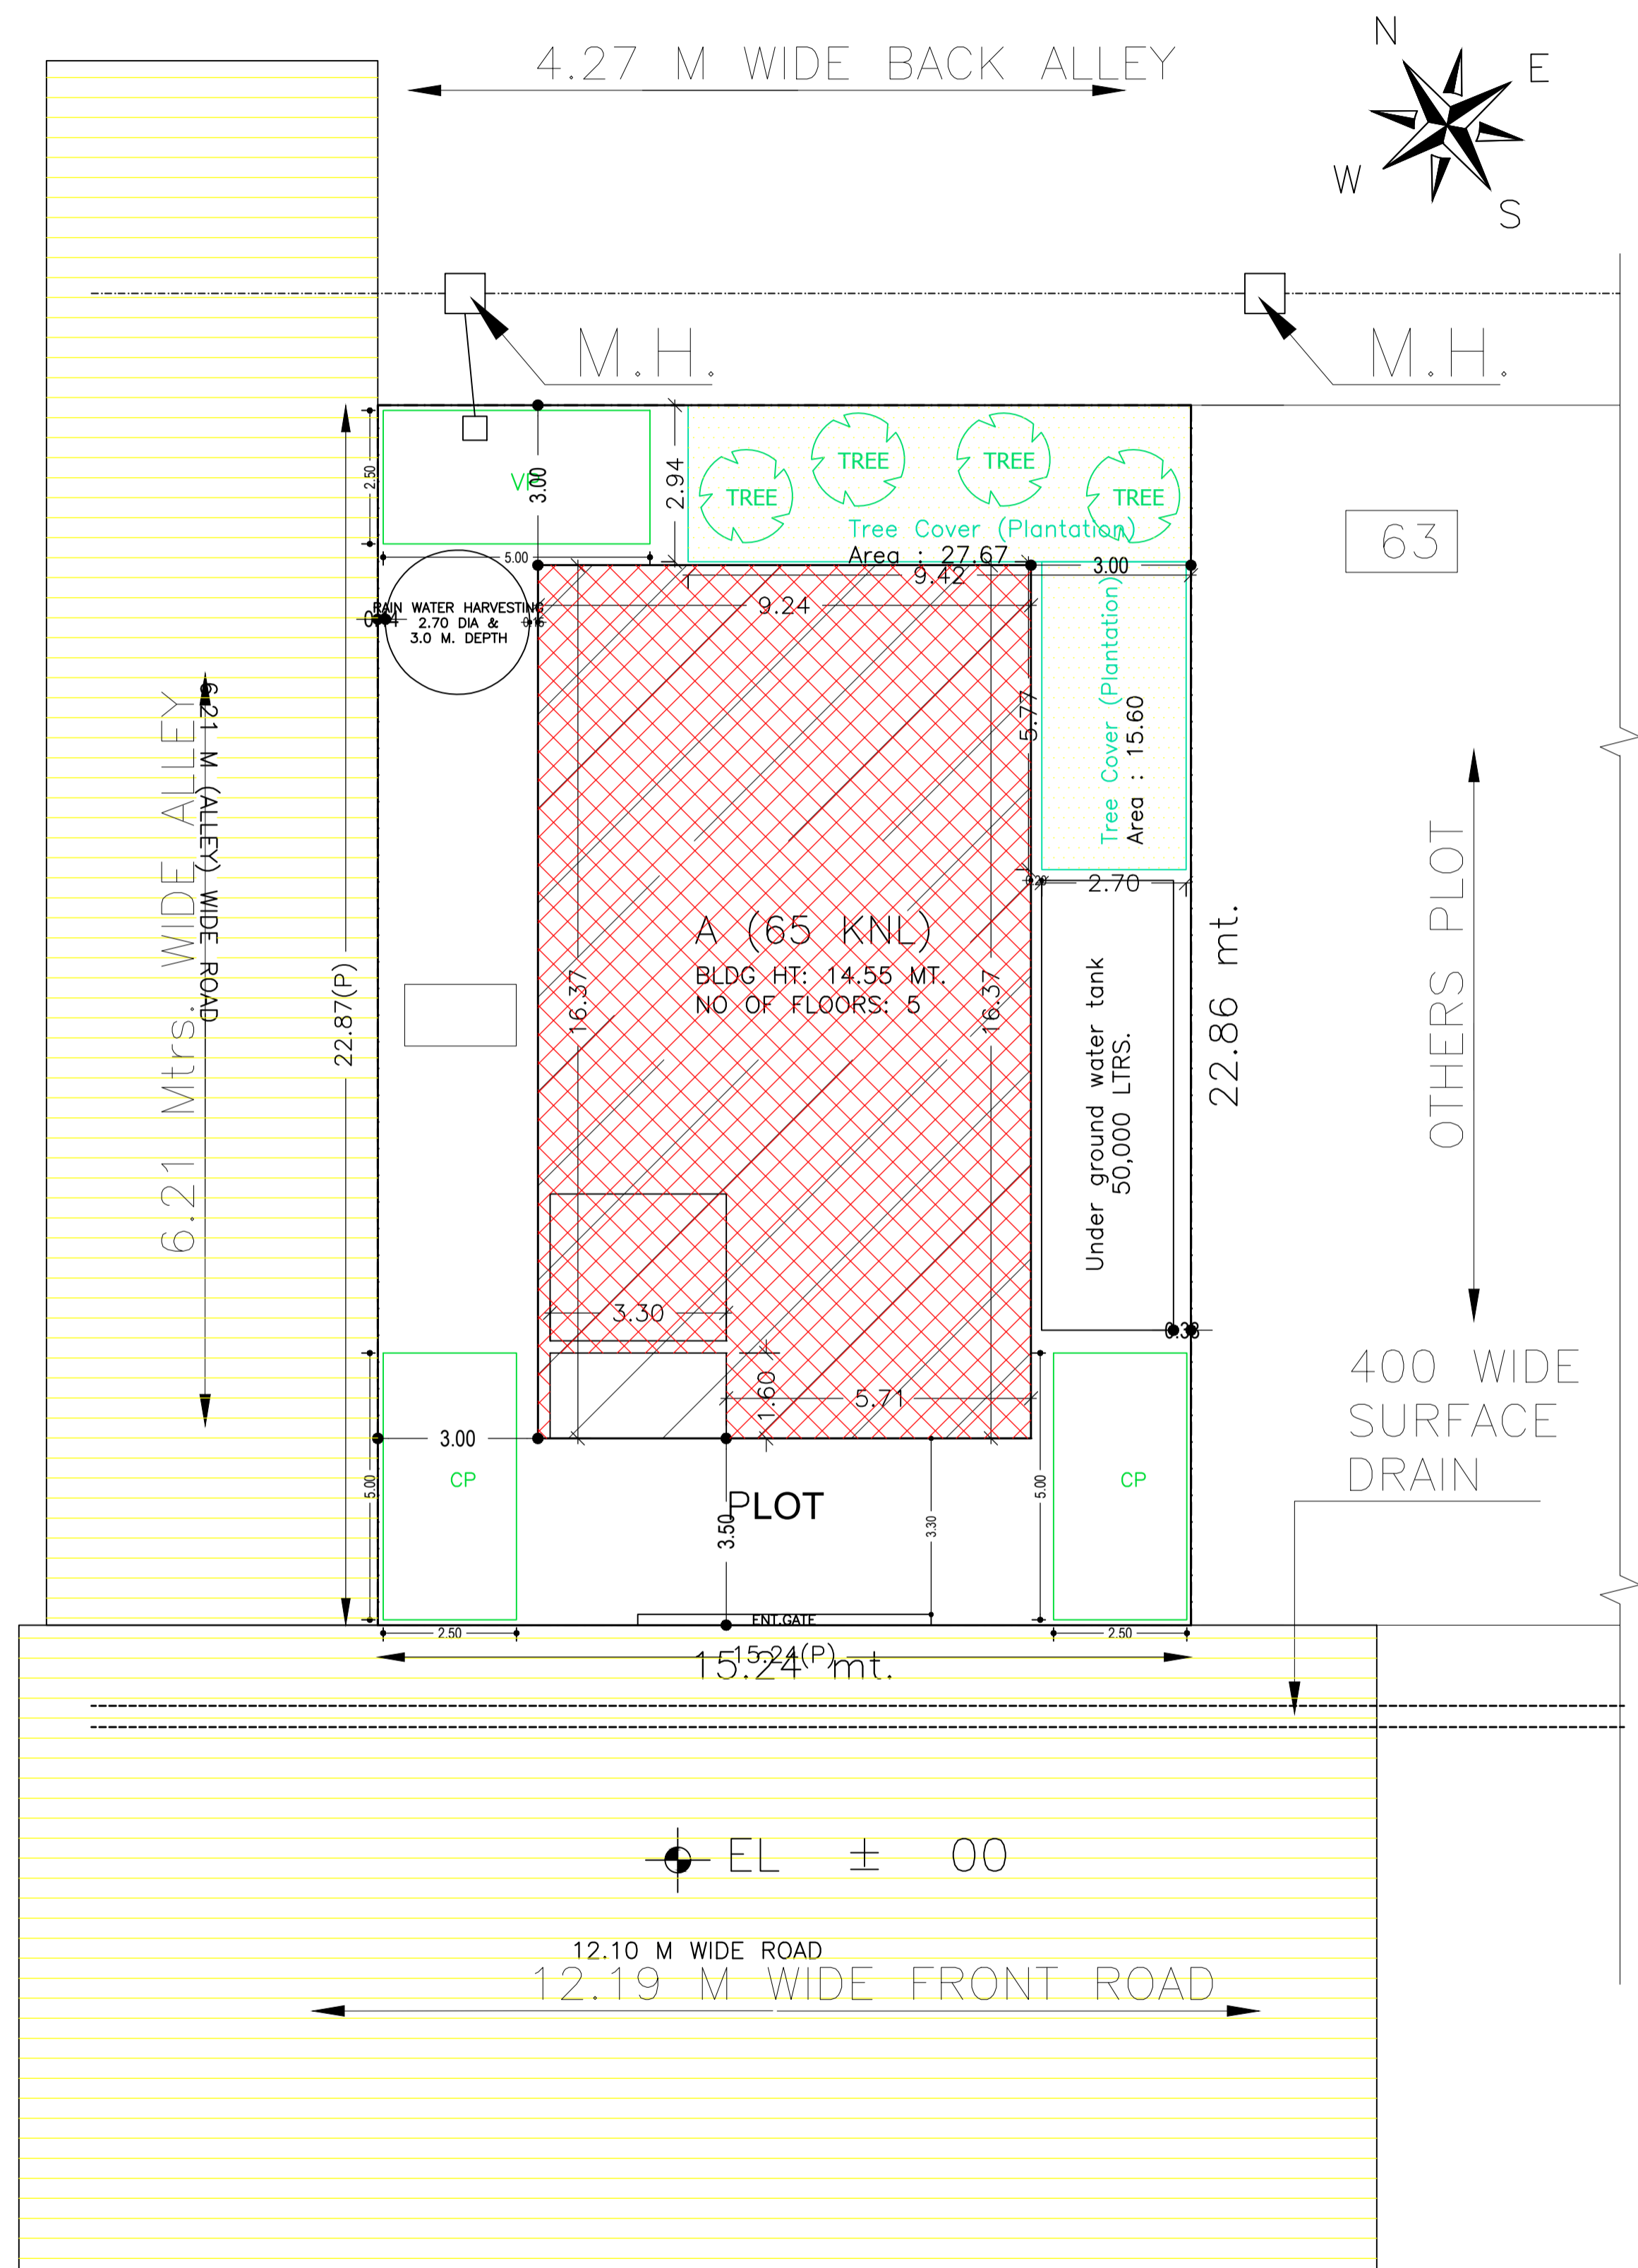 4.27 M WIDE BACK ALLEY
N
E
W
S
M.H.
M.H.
2.50
VP
3.00
2.94
TREE
TREE
TREE
TREE
Tree Cover (Plantation)
Area : 27.67
63
5.00
9.42
3.00
9.24
RAIN WATER HARVESTING
2.70 DIA &
3.0 M. DEPTH
0.15
5.77
Tree Cover (Plantation)
Area : 15.60
2.70
6.21 Mtrs. WIDE ALLEY
6.21 M (ALLEY) WIDE ROAD
22.87(P)
16.37
A (65 KNL)
BLDG HT: 14.55 MT.
NO OF FLOORS: 5
16.37
Under ground water tank
50,000 LTRS.
22.86 mt.
OTHERS PLOT
3.30
0.33
1.60
5.71
400 WIDE
SURFACE
DRAIN
3.00
5.00
CP
PLOT
3.50
3.30
5.00
CP
ENT.GATE
2.50
2.50
15.24(P)
15.24 mt.
EL ± 00
12.10 M WIDE ROAD
12.19 M WIDE FRONT ROAD